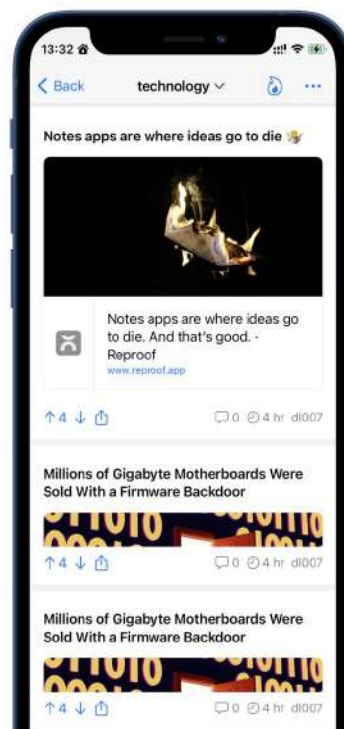 13:32
Back
technology
Notes apps are where ideas go to die
Notes apps are where ideas go
to die. And that's good. -
Reproof
www.reproof.app
4
0 4 hr dl007
Millions of Gigabyte Motherboards Were
Sold With a Firmware Backdoor
4
0 4 hr dl007
Millions of Gigabyte Motherboards Were
Sold With a Firmware Backdoor
4
0 4 hr dl007